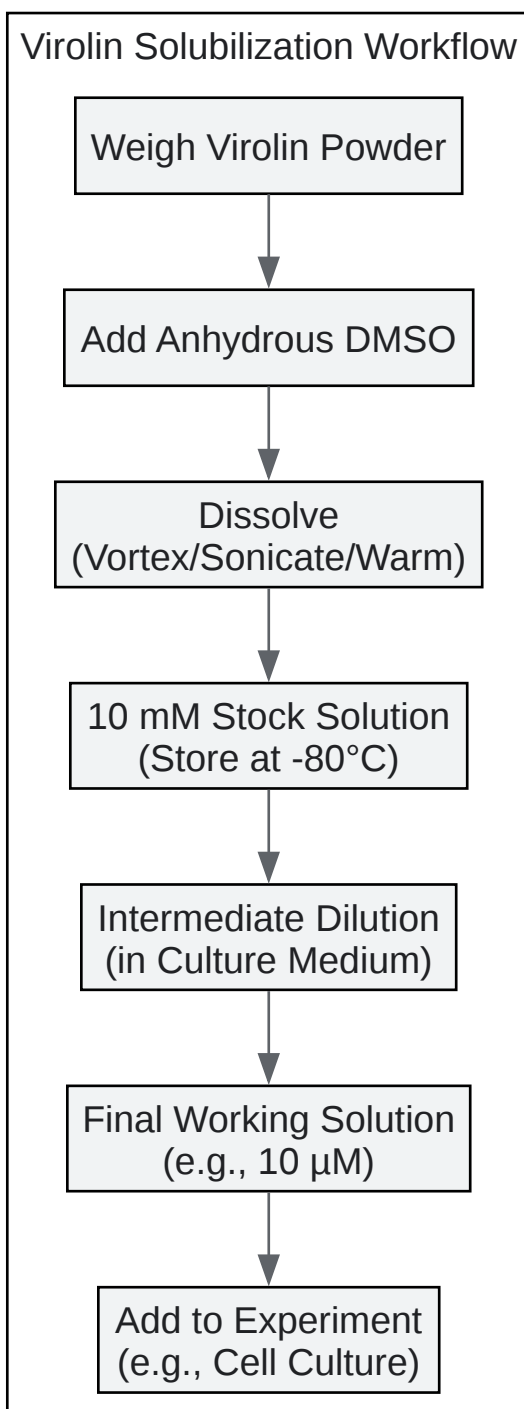 Virolin Solubilization Workflow
Weigh Virolin Powder
Add Anhydrous DMSO
Dissolve
(Vortex/Sonicate/Warm)
10 mM Stock Solution
(Store at -80°C)
Intermediate Dilution
(in Culture Medium)
Final Working Solution
(e.g., 10 µM)
Add to Experiment
(e.g., Cell Culture)